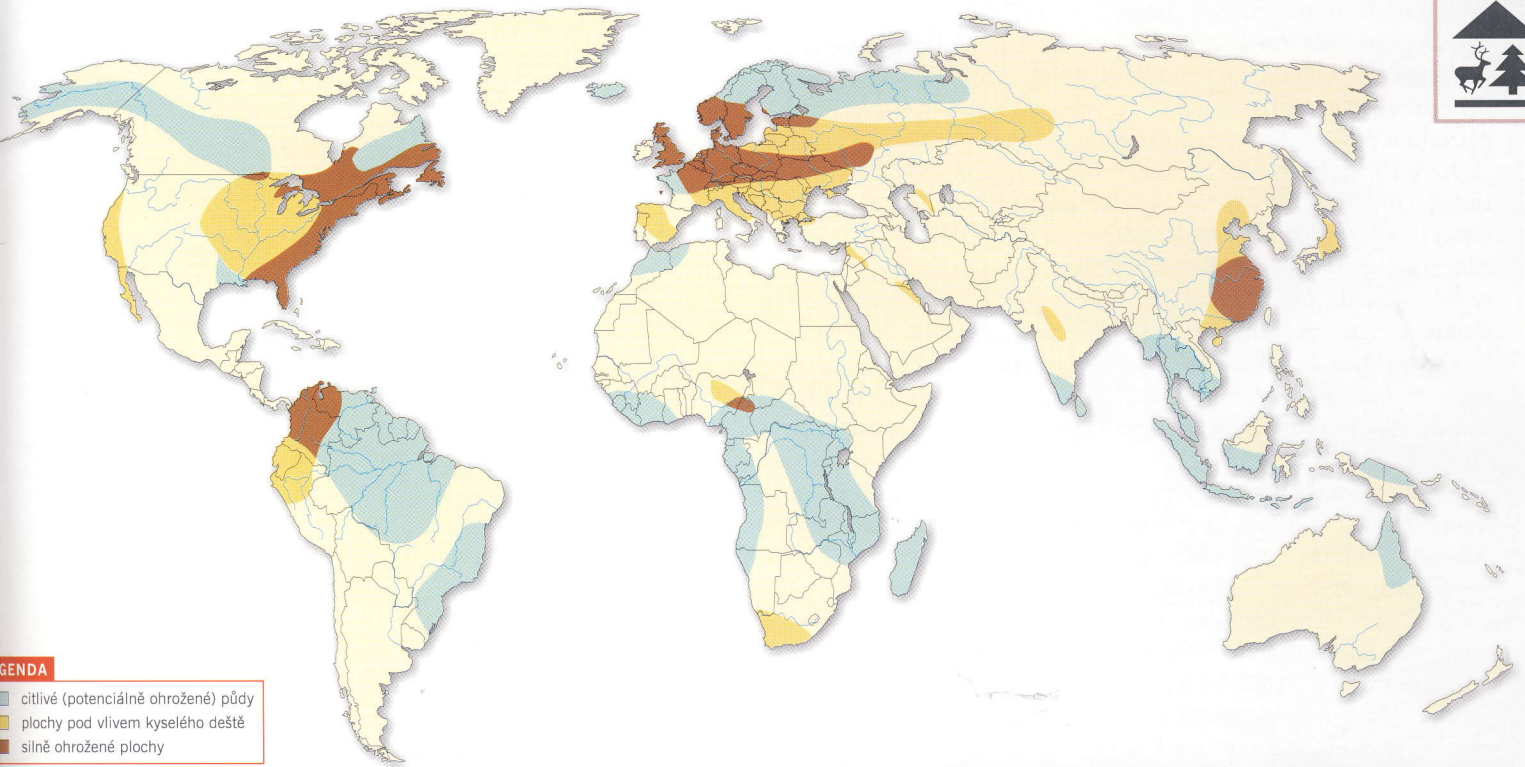 GENDA
citlivé (potenciálně ohrožené) půdy
plochy pod vlivem kyselého deště
silně ohrožené plochy